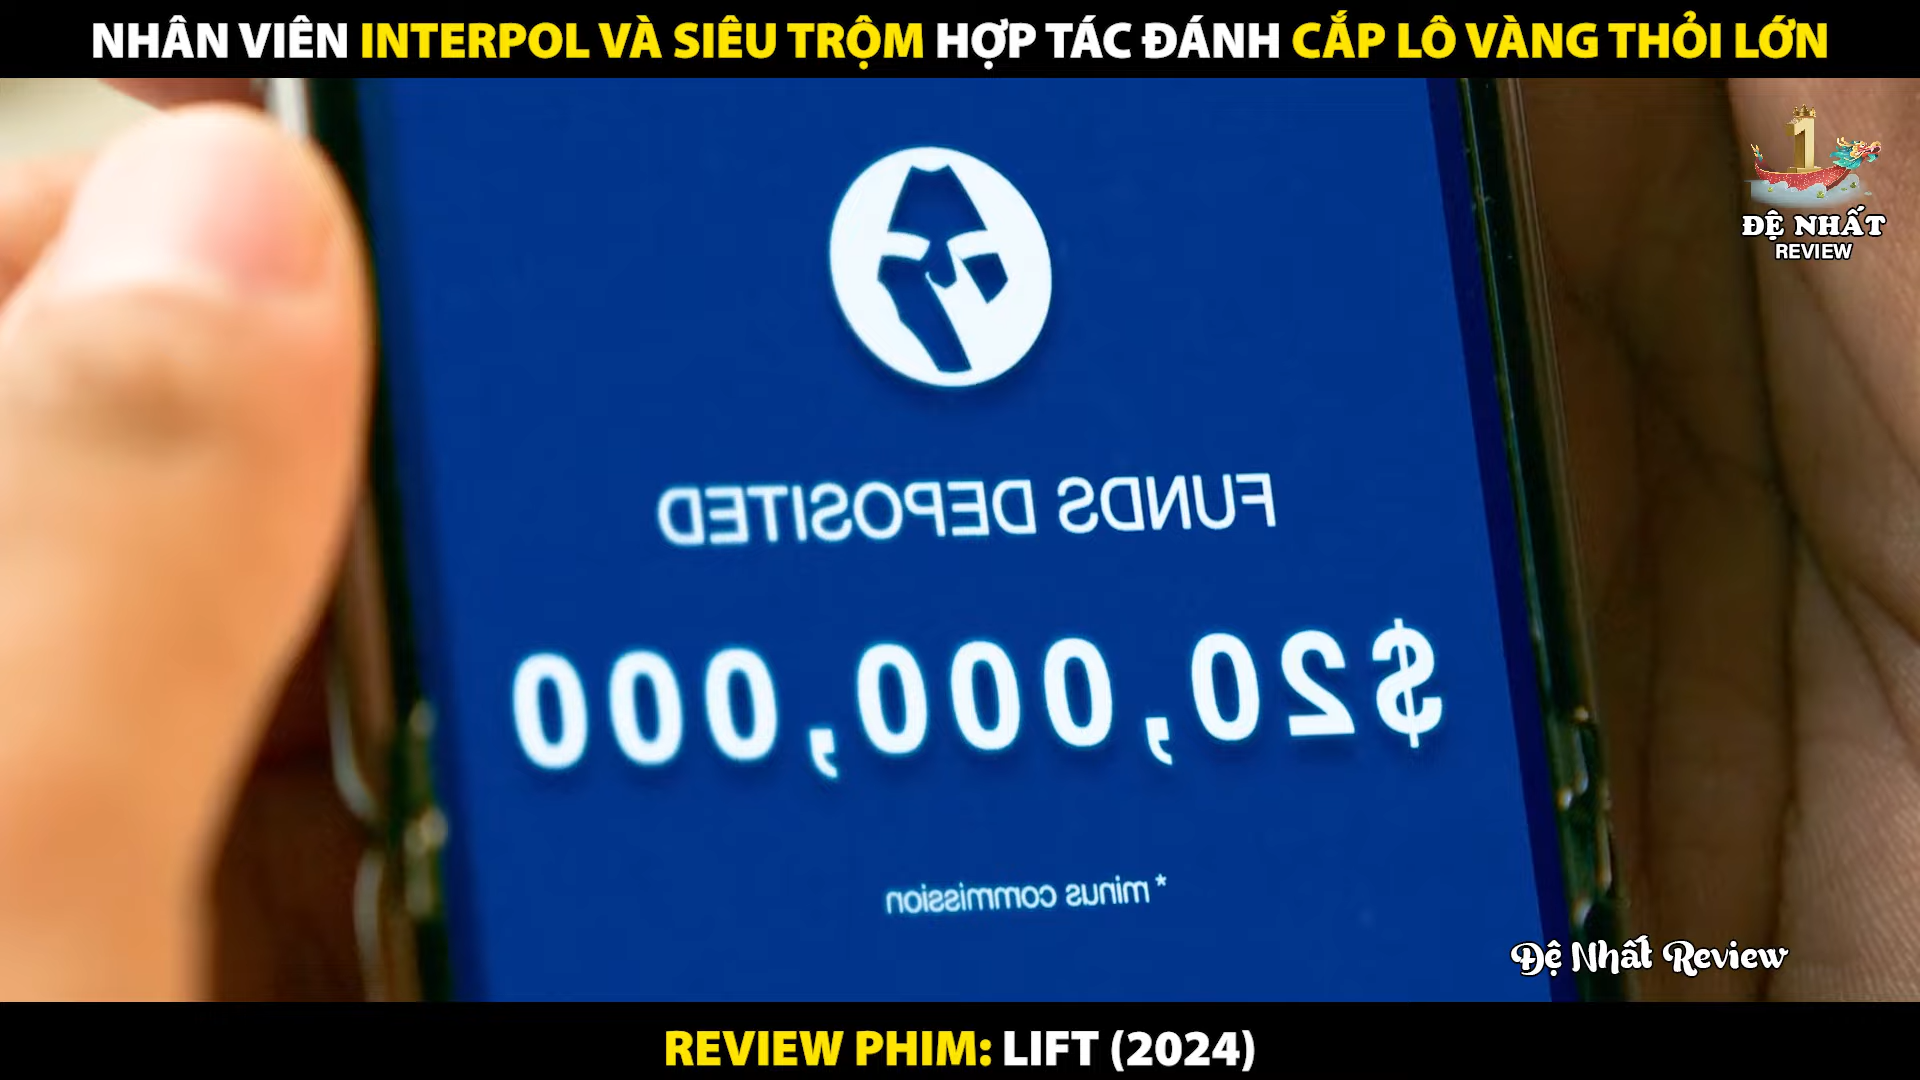 NHÂN VIÊN INTERPOL VÀ SIÊU TRỘM HỢP TÁC ĐÁNH CẮP LÔ VÀNG THỎI LỚN
1
ĐỆ NHẤT
REVIEW
FUNDS DEPOSITED
$20,000,000
* minus commission
Đệ Nhất Review
REVIEW PHIM: LIFT (2024)